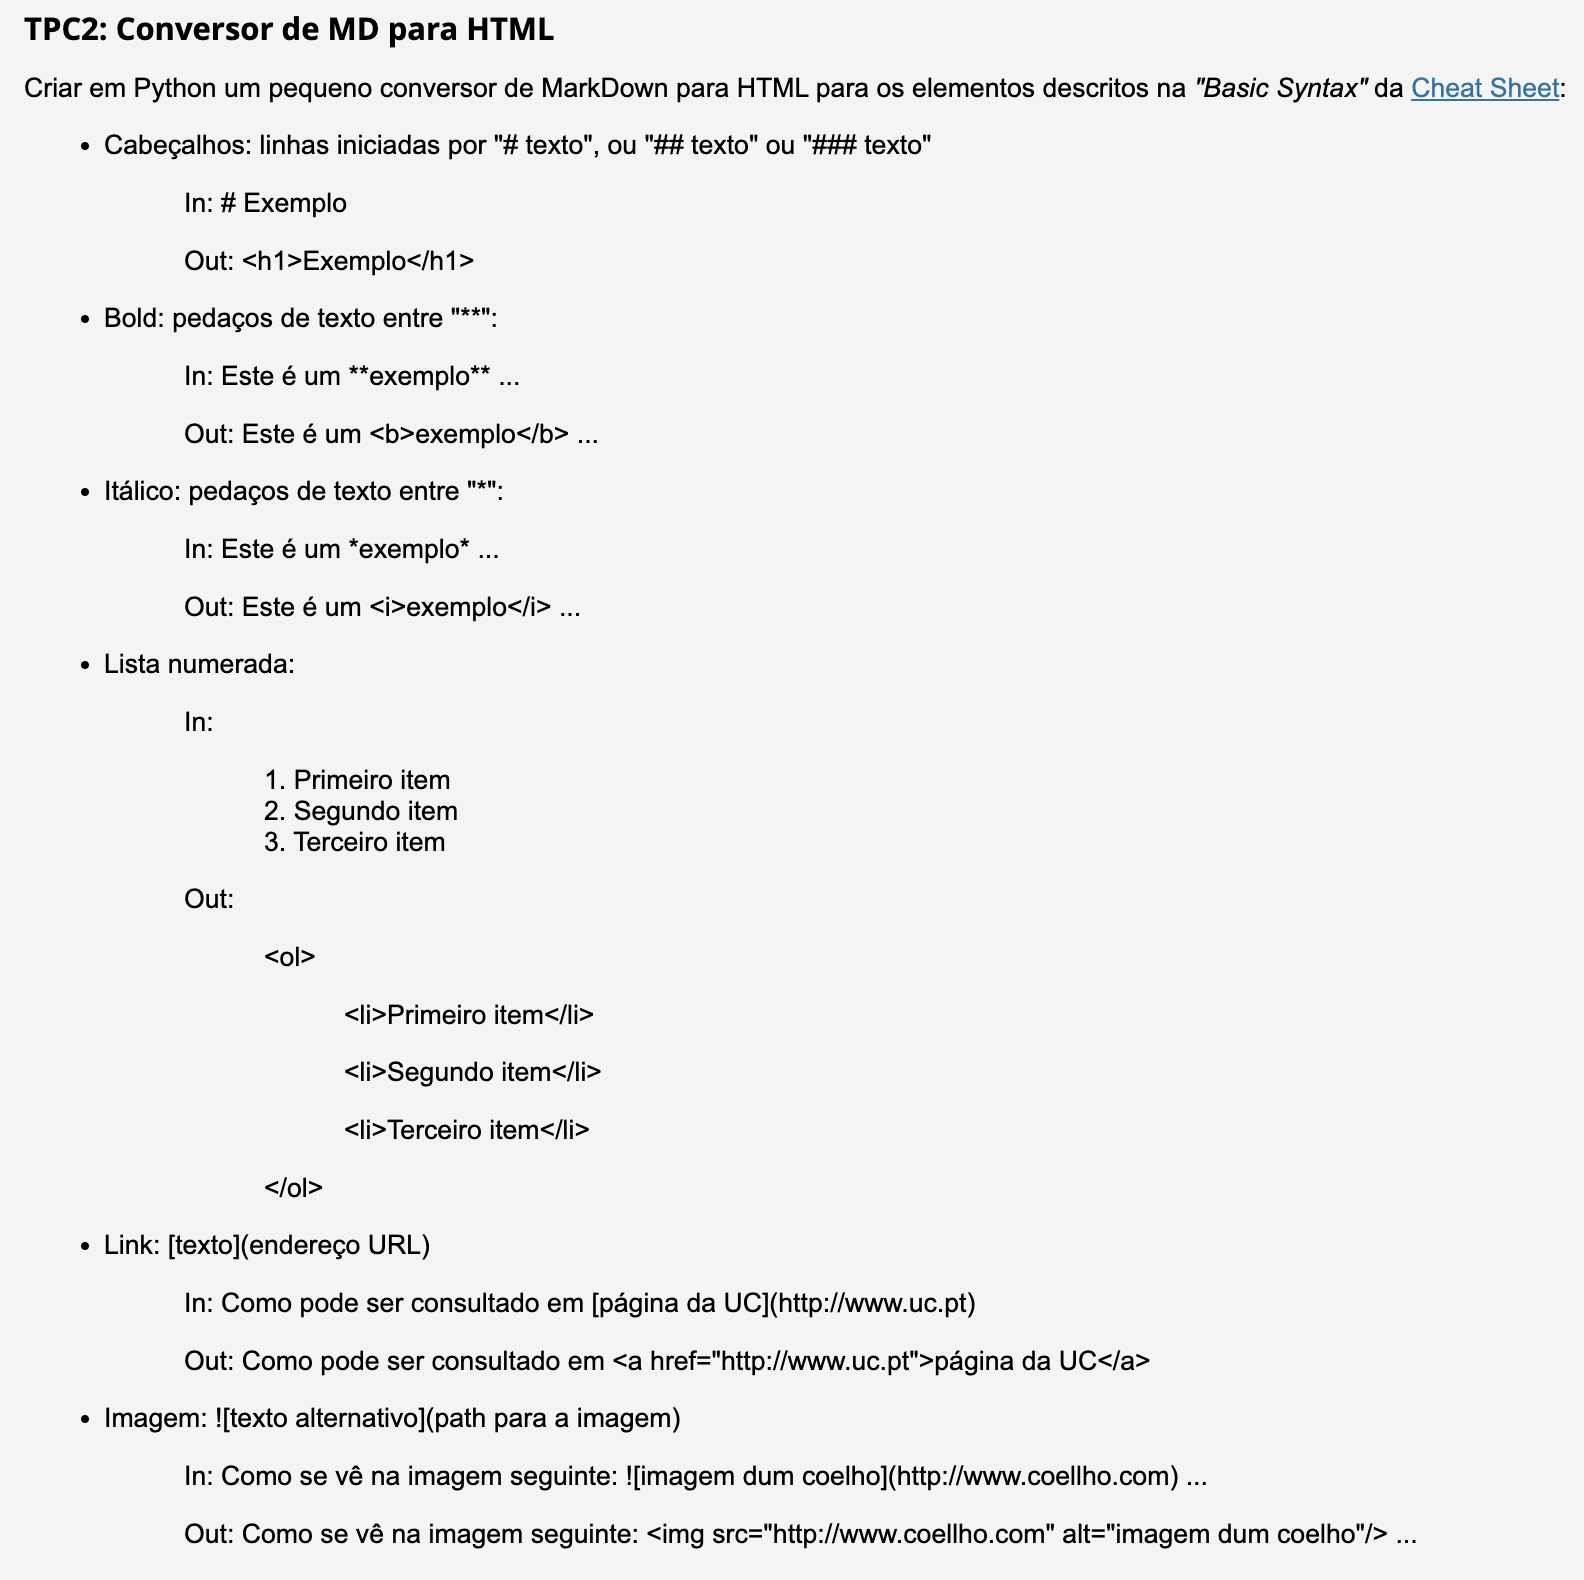 TPC2: Conversor de MD para HTML
Criar em Python um pequeno conversor de MarkDown para HTML para os elementos descritos na "Basic Syntax" da Cheat Sheet:
• Cabeçalhos: linhas iniciadas por "# texto", ou "## texto" ou "### texto"
In: # Exemplo
Out: <h1>Exemplo</h1>
• Bold: pedaços de texto entre "**":
In: Este é um **exemplo** ...
Out: Este é um <b>exemplo</b> ...
• Itálico: pedaços de texto entre "*":
In: Este é um *exemplo* ...
Out: Este é um <i>exemplo</i> ...
• Lista numerada:
In:
1. Primeiro item
2. Segundo item
3. Terceiro item
Out:
<ol>
<li>Primeiro item</li>
<li>Segundo item</li>
<li>Terceiro item</li>
</ol>
• Link: [texto](endereço URL)
In: Como pode ser consultado em [página da UC](http://www.uc.pt)
Out: Como pode ser consultado em <a href="http://www.uc.pt">página da UC</a>
• Imagem: ![texto alternativo](path para a imagem)
In: Como se vê na imagem seguinte: ![imagem dum coelho](http://www.coellho.com) ...
Out: Como se vê na imagem seguinte: <img src="http://www.coellho.com" alt="imagem dum coelho"/> ...